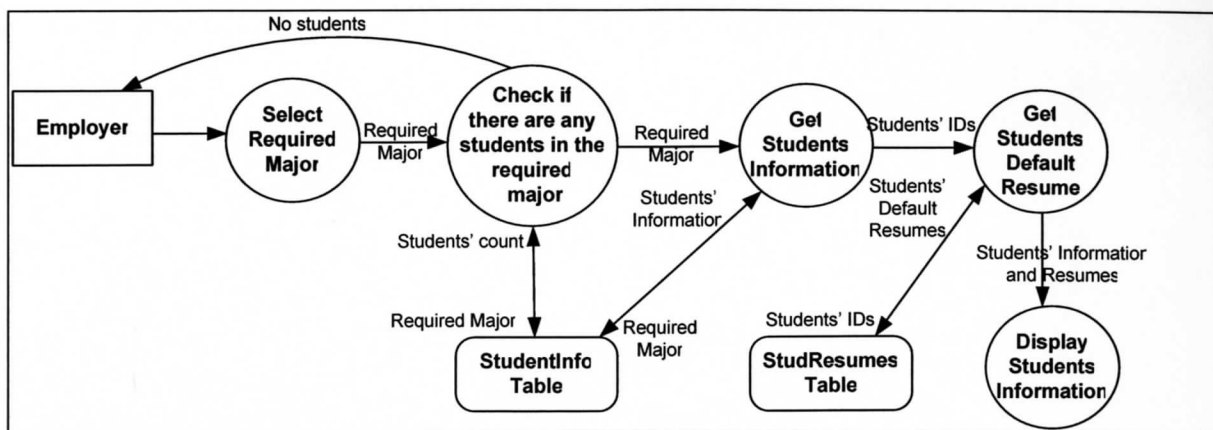 No students
Employer
Select
Required
Major
Required
Major
Check if
there are any
students in the
required
major
Required
Major
Get
Students
Information
Students' IDs
Get
Students
Default
Resume
Students'
Information
Students'
Default
Resumes
Students' count
Students' Information
and Resumes
Required Major
Required
Major
Students' IDs
StudentInfo
Table
StudResumes
Table
Display
Students
Information